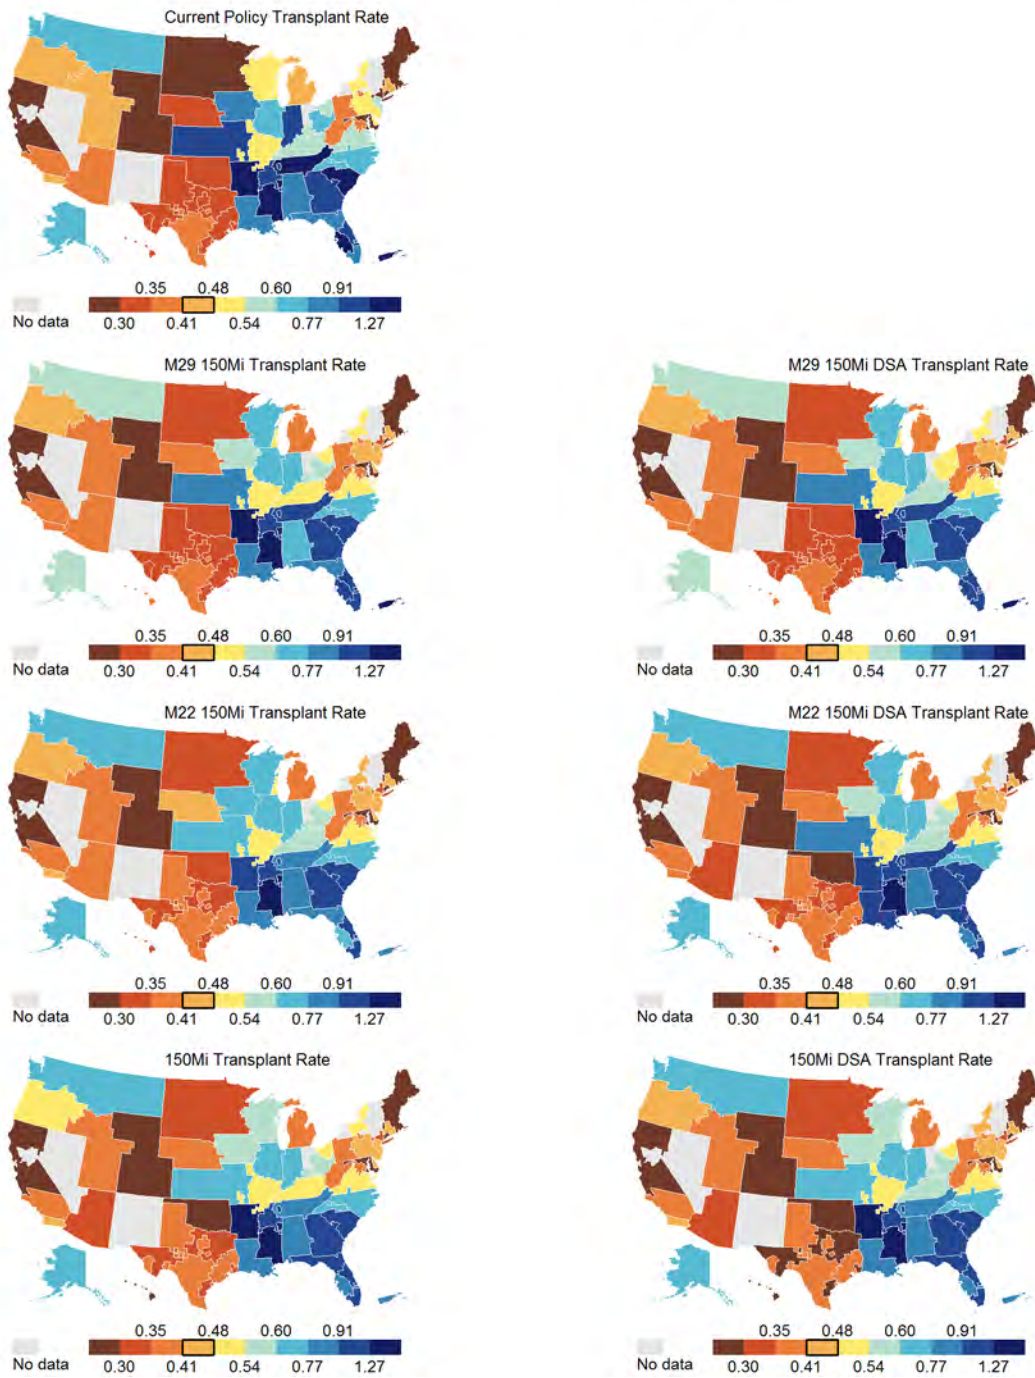 Current Policy Transplant Rate
0.35 0.48 0.60 0.91
No data 0.30 0.41 0.54 0.77 1.27
M29 150Mi Transplant Rate
0.35 0.48 0.60 0.91
No data 0.30 0.41 0.54 0.77 1.27
M29 150Mi DSA Transplant Rate
0.35 0.48 0.60 0.91
No data 0.30 0.41 0.54 0.77 1.27
M22 150Mi Transplant Rate
0.35 0.48 0.60 0.91
No data 0.30 0.41 0.54 0.77 1.27
M22 150Mi DSA Transplant Rate
0.35 0.48 0.60 0.91
No data 0.30 0.41 0.54 0.77 1.27
150Mi Transplant Rate
0.35 0.48 0.60 0.91
No data 0.30 0.41 0.54 0.77 1.27
150Mi DSA Transplant Rate
0.35 0.48 0.60 0.91
No data 0.30 0.41 0.54 0.77 1.27